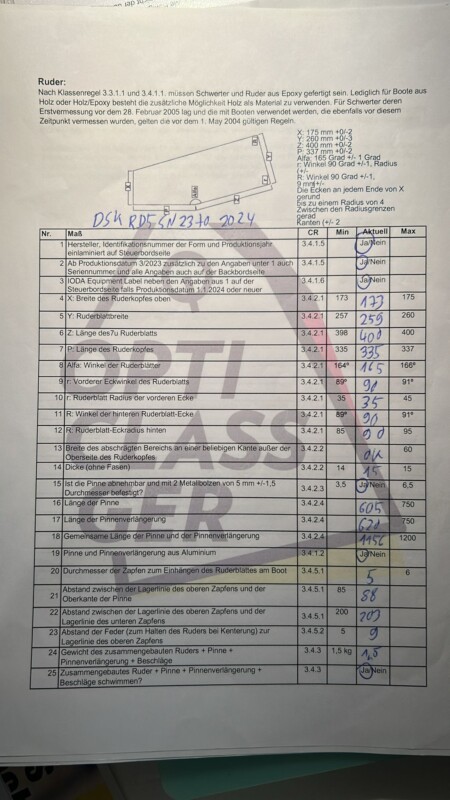 Ruder:
Nach Klassenregel 3.3.1.1 und 3.4.1.1. müssen Schwerter und Ruder aus Epoxy gefertigt sein. Lediglich für Boote aus
Holz oder Holz/Epoxy besteht die zusätzliche Möglichkeit Holz als Material zu verwenden. Für Schwerter deren
Erstvermessung vor dem 28. Februar 2005 lag und die mit Booten verwendet werden, die ebenfalls vor diesem
Zeitpunkt vermessen wurden, gelten die vor dem 1. May 2004 gültigen Regeln.
X: 175 mm +0/-2
Y: 260 mm +0/-3
Z: 400 mm +0/-2
P: 337 mm +0/-2
Alfa: 165 Grad +/- 1 Grad
r: Winkel 90 Grad +/-1, Radius
(+/-
R: Winkel 90 Grad +/-1,
9 mm+/-
Die Ecken an jedem Ende von X
gerund
bis zu einem Radius von 4
Zwischen den Radiusgrenzen
gerad
Kanten (+/- 2
DSK RD5 SN2370 2024
Nr. Maß CR Min Aktuell Max
1 Hersteller, Identifikationsnummer der Form und Produktionsjahr einlaminiert auf Steuerbordseite 3.4.1.5 Ja/Nein
2 Ab Produktionsdatum 3/2023 zusätzlich zu den Angaben unter 1 auch Seriennummer und alle Angaben auch auf der Backbordseite 3.4.1.5 Ja/Nein
3 IODA Equipment Label neben den Angaben aus 1 auf der Steuerbordseite falls Produktionsdatum 1.1.2024 oder neuer 3.4.1.6 Ja/Nein
4 X: Breite des Ruderkopfes oben 3.4.2.1 173 173 175
5 Y: Ruderblattbreite 3.4.2.1 257 259 260
6 Z: Länge des7u Ruderblatts 3.4.2.1 398 400
7 P: Länge des Ruderkopfes 3.4.2.1 335 335 337
8 Alfa: Winkel der Ruderblätter 3.4.2.1 164° 165 166°
9 r: Vorderer Eckwinkel des Ruderblatts 3.4.2.1 89° 90 91°
10 r: Ruderblatt Radius der vorderen Ecke 3.4.2.1 35 35 45
11 R: Winkel der hinteren Ruderblatt-Ecke 3.4.2.1 89° 90 91°
12 R: Ruderblatt-Eckradius hinten 3.4.2.1 85 90 95
13 Breite des abschrägten Bereichs an einer beliebigen Kante außer der Oberseite des Ruderkopfes 3.4.2.2 OK 60
14 Dicke (ohne Fasen) 3.4.2.2 14 15 15
15 Ist die Pinne abnehmbar und mit 2 Metallbolzen von 5 mm +/-1,5 Durchmesser befestigt? 3.4.2.3 3,5 Ja/Nein 6,5
16 Länge der Pinne 3.4.2.4 605 750
17 Länge der Pinnenverlängerung 3.4.2.4 750
18 Gemeinsame Länge der Pinne und der Pinnenverlängerung 3.4.2.4 1156 1200
19 Pinne und Pinnenverlängerung aus Aluminium 3.4.1.2 Ja/Nein
20 Durchmesser der Zapfen zum Einhängen des Ruderblattes am Boot 3.4.5.1 5 6
21 Abstand zwischen der Lagerlinie des oberen Zapfens und der Oberkante der Pinne 3.4.5.1 85 88
22 Abstand zwischen der Lagerlinie des oberen Zapfens und der Lagerlinie des unteren Zapfens 3.4.5.1 200 203
23 Abstand der Feder (zum Halten des Ruders bei Kenterung) zur Lagerlinie des oberen Zapfens 3.4.5.2 5 9
24 Gewicht des zusammengebauten Ruders + Pinne + Pinnenverlängerung + Beschläge 3.4.3 1,5 kg 1,5
25 Zusammengebautes Ruder + Pinne + Pinnenverlängerung + Beschläge schwimmen? 3.4.3 Ja/Nein
OPTI
CLASS
GER